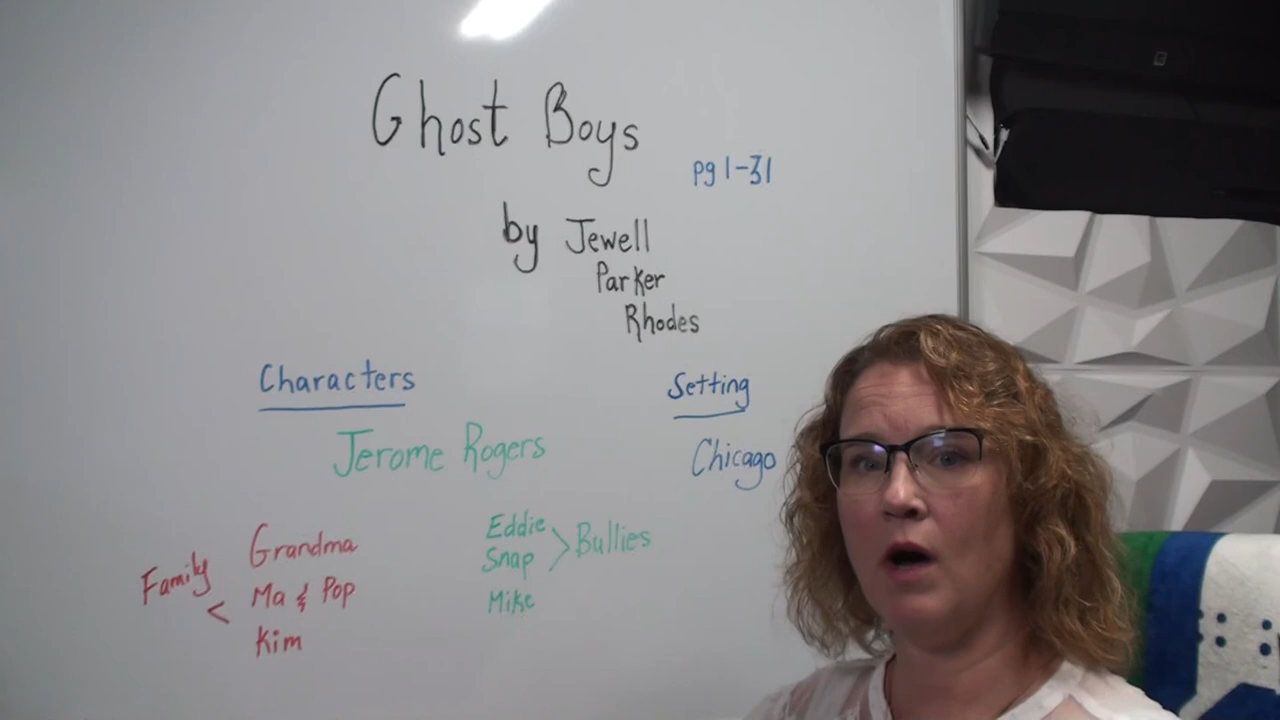 Ghost Boys
pg 1-31
by Jewell
Parker
Rhodes
Characters
Setting
Jerome Rogers
Chicago
Family < Grandma
Ma & Pop
Kim
Eddie
Snap
Mike
> Bullies